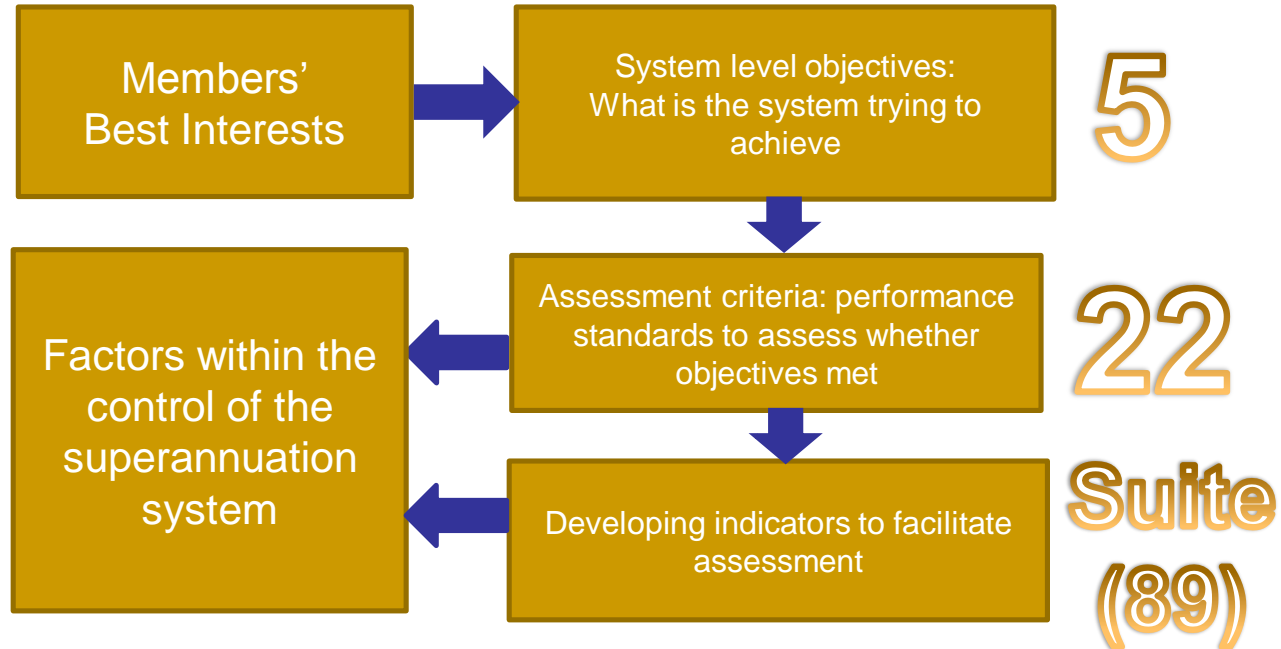 Members'
Best Interests
System level objectives:
What is the system trying to
achieve
5
Factors within the
control of the
superannuation
system
Assessment criteria: performance
standards to assess whether
objectives met
22
Developing indicators to facilitate
assessment
Suite
(89)